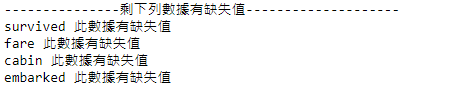 ---------------剩下列數據有缺失值--------------------
survived 此數據有缺失值
fare 此數據有缺失值
cabin 此數據有缺失值
embarked 此數據有缺失值